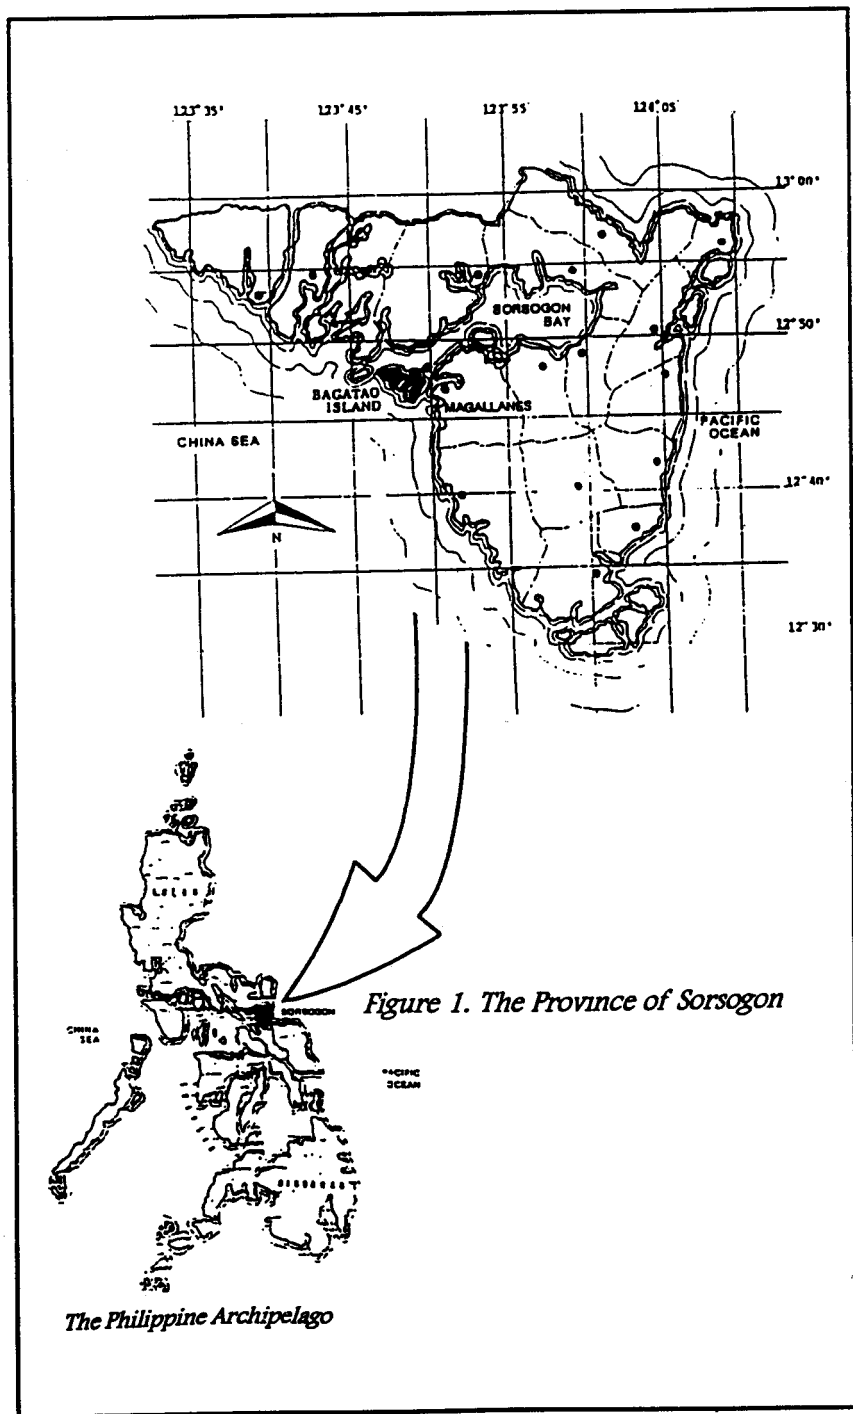 123° 35'
123° 45'
123° 55'
124° 05'
13° 00'
SORSOGON
BAY
12° 50'
BAGATAO
ISLAND
MAGALLANES
PACIFIC
OCEAN
CHINA SEA
12° 40'
N
12° 30'
LUZON
Figure 1. The Province of Sorsogon
SORSOGON
CHINA
SEA
PACIFIC
OCEAN
MINDANAO
The Philippine Archipelago